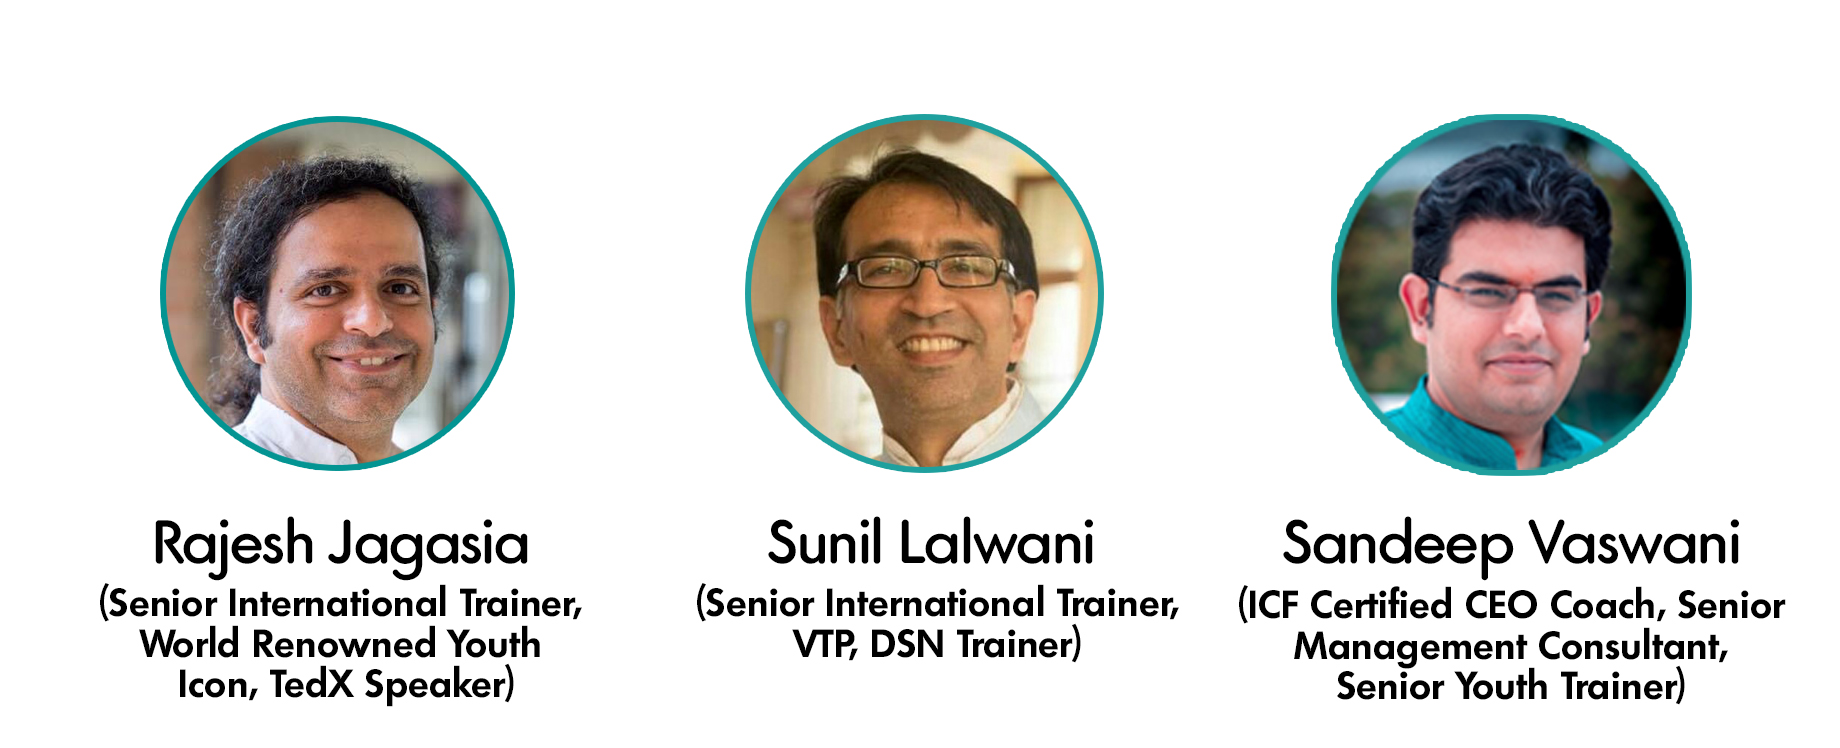 Rajesh Jagasia
(Senior International Trainer,
World Renowned Youth
Icon, TedX Speaker)
Sunil Lalwani
(Senior International Trainer,
VTP, DSN Trainer)
Sandeep Vaswani
(ICF Certified CEO Coach, Senior
Management Consultant,
Senior Youth Trainer)